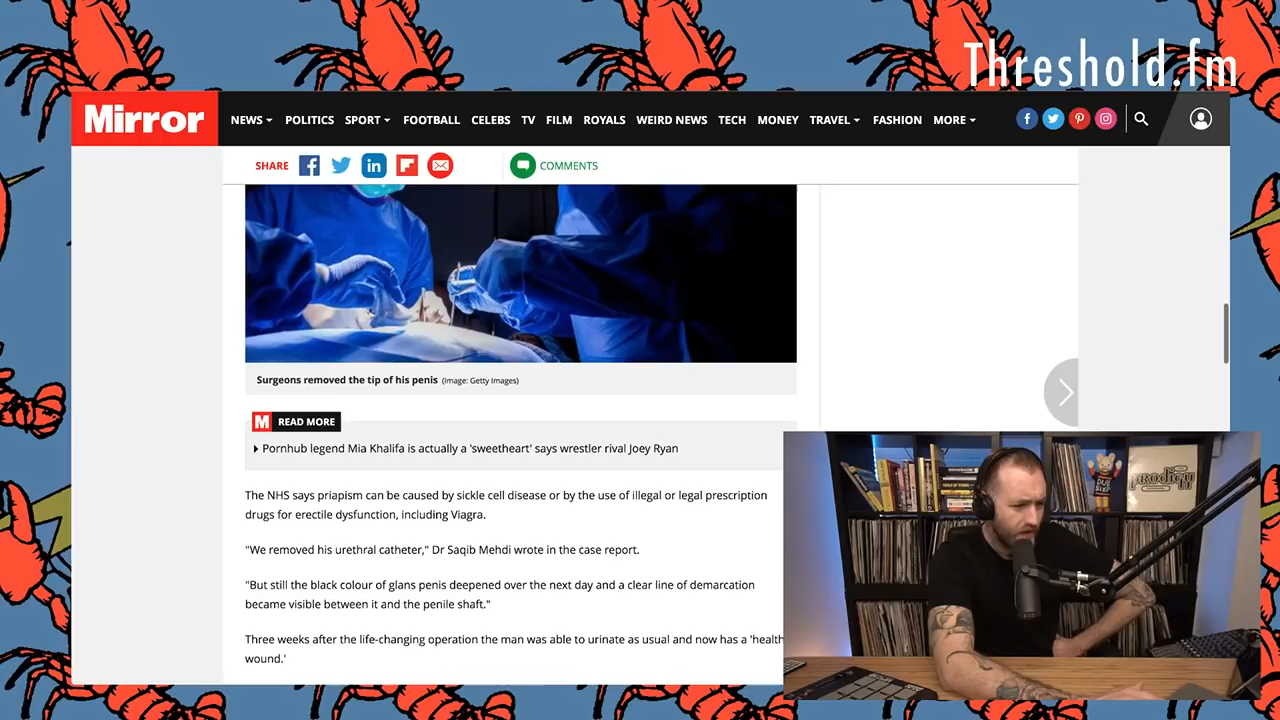 Threshold.fm
Mirror
NEWS POLITICS SPORT FOOTBALL CELEBS TV FILM ROYALS WEIRD NEWS TECH MONEY TRAVEL FASHION MORE
SHARE
COMMENTS
Surgeons removed the tip of his penis (Image: Getty Images)
M READ MORE
Pornhub legend Mia Khalifa is actually a 'sweetheart' says wrestler rival Joey Ryan
The NHS says priapism can be caused by sickle cell disease or by the use of illegal or legal prescription
drugs for erectile dysfunction, including Viagra.
"We removed his urethral catheter," Dr Saqib Mehdi wrote in the case report.
"But still the black colour of glans penis deepened over the next day and a clear line of demarcation
became visible between it and the penile shaft."
Three weeks after the life-changing operation the man was able to urinate as usual and now has a 'health
wound.'
DUB
STEP
prodigy